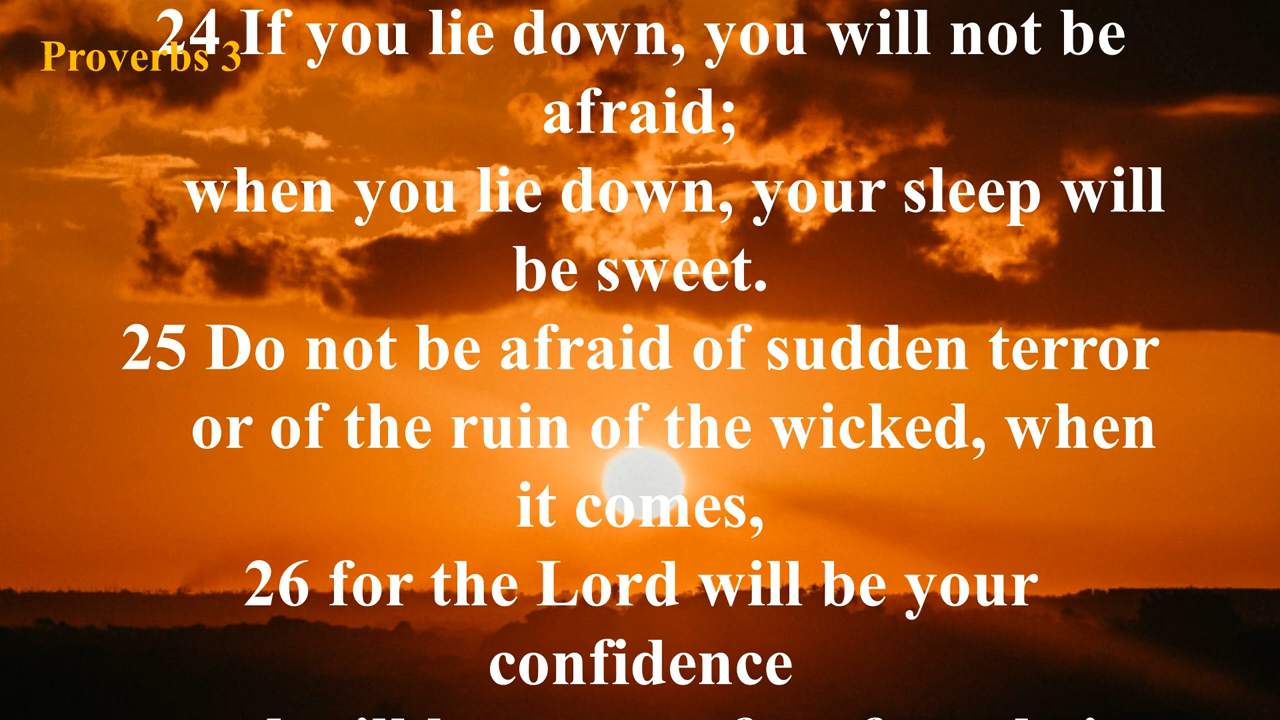 Proverbs 3
24 If you lie down, you will not be
afraid;
when you lie down, your sleep will
be sweet.
25 Do not be afraid of sudden terror
or of the ruin of the wicked, when
it comes,
26 for the Lord will be your
confidence